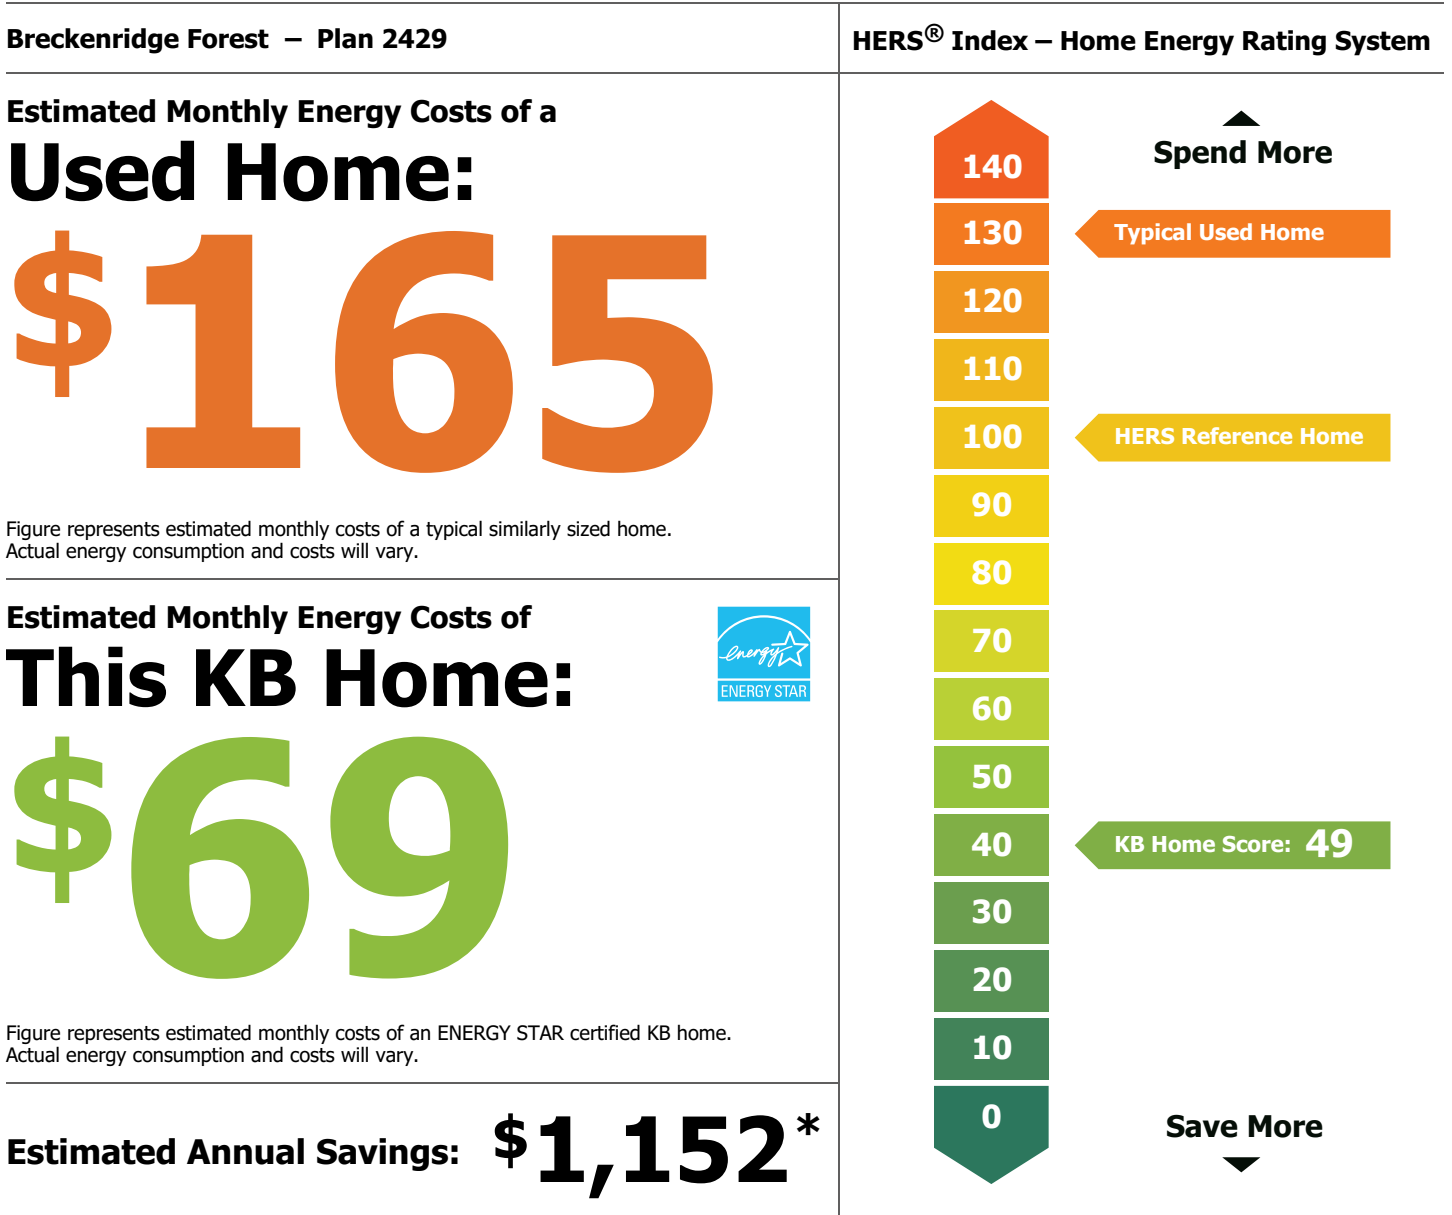 Breckenridge Forest – Plan 2429
Estimated Monthly Energy Costs of a
Used Home:
$165
Figure represents estimated monthly costs of a typical similarly sized home.
Actual energy consumption and costs will vary.
Estimated Monthly Energy Costs of
This KB Home:
energy
ENERGY STAR
$69
Figure represents estimated monthly costs of an ENERGY STAR certified KB home.
Actual energy consumption and costs will vary.
Estimated Annual Savings: $1,152*
HERS® Index – Home Energy Rating System
Spend More
140
130 Typical Used Home
120
110
100 HERS Reference Home
90
80
70
60
50
40 KB Home Score: 49
30
20
10
0
Save More